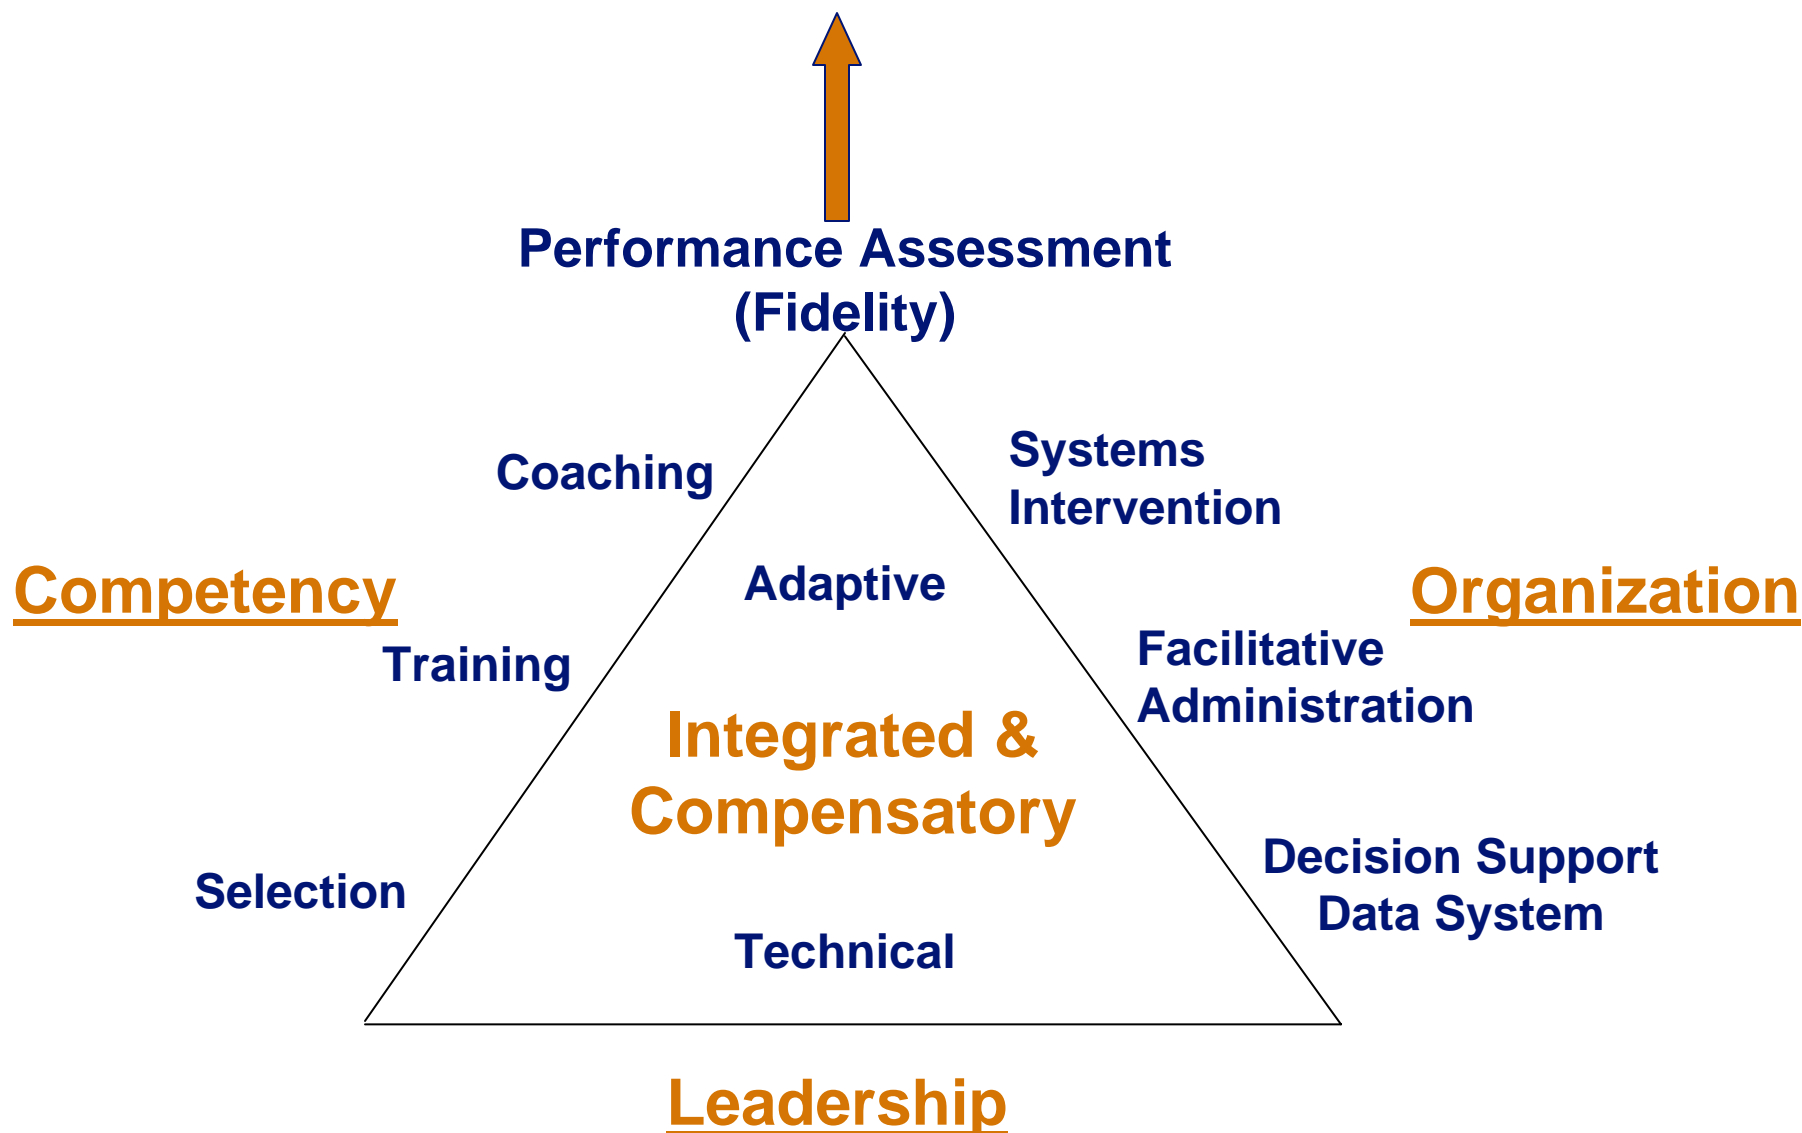 Performance Assessment
(Fidelity)
Coaching
Systems
Intervention
Adaptive
Competency
Organization
Training
Facilitative
Administration
Integrated &
Compensatory
Selection
Decision Support
Data System
Technical
Leadership